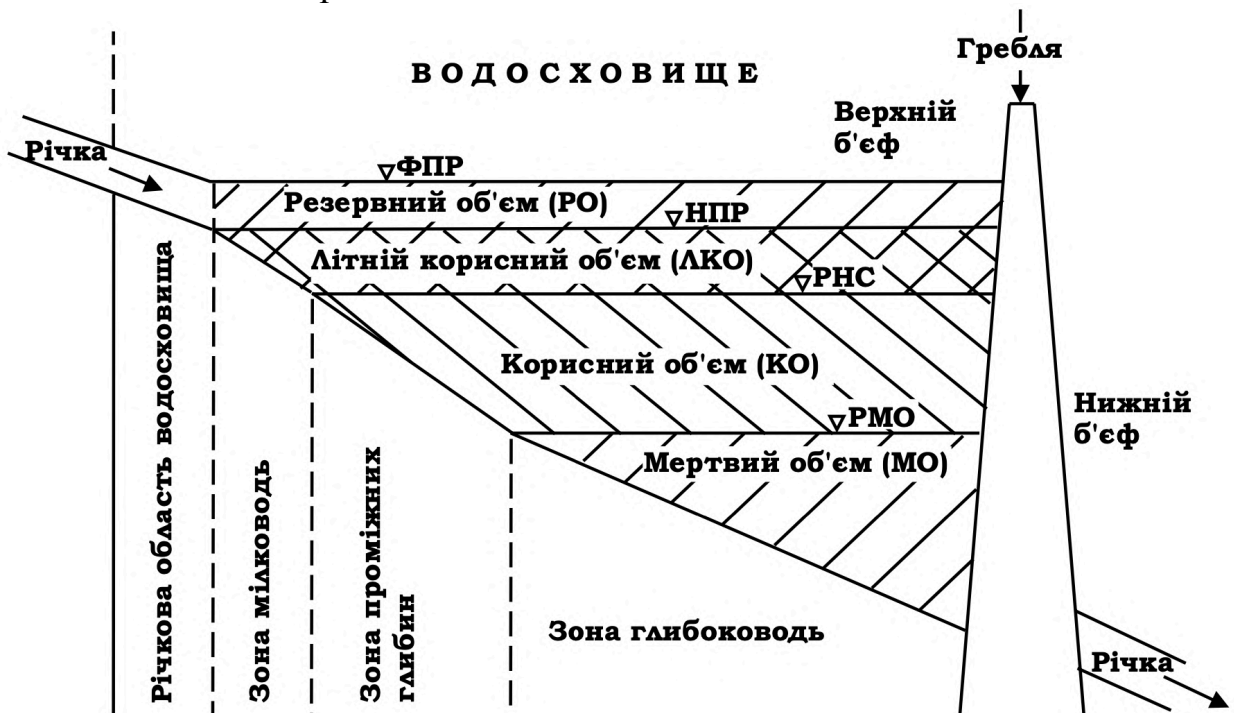 Гребля
ВОДОСХОВИЩЕ
Верхній
б'єф
Річка
ФПР
Резервний об'єм (РО)
НПР
Літній корисний об'єм (ЛКО)
РНС
Корисний об'єм (КО)
РМО
Мертвий об'єм (МО)
Нижній
б'єф
Річкова область водосховища
Зона мілководь
Зона проміжних
глибин
Зона глибоководь
Річка